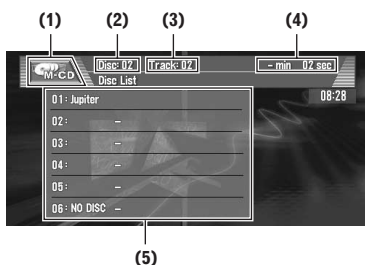 (1) (2) (3) (4)
M-CD Disc: 02 Track: 02 - min 02 sec
Disc List
08:28
01: Jupiter
02: –
03: –
04: –
05: –
06: NO DISC –
(5)